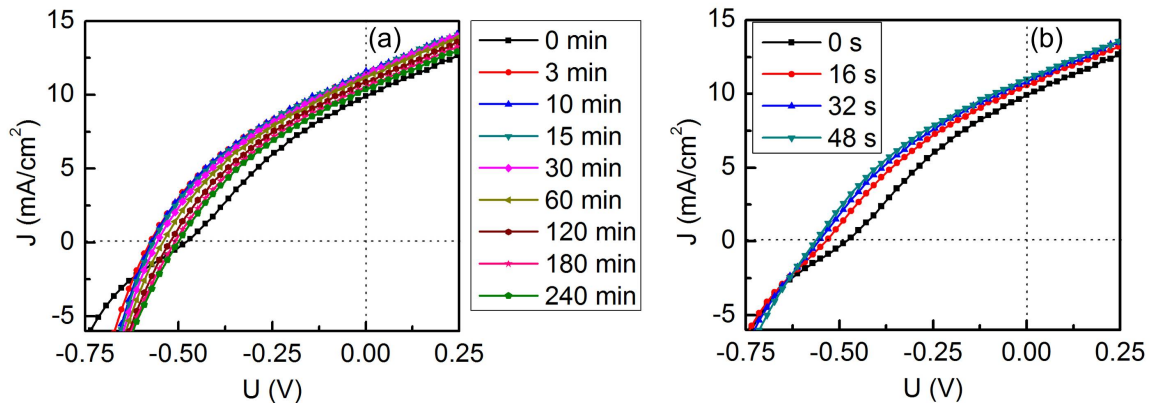 (a)
15
10
5
0
-5
J (mA/cm²)
-0.75 -0.50 -0.25 0.00 0.25
U (V)
0 min
3 min
10 min
15 min
30 min
60 min
120 min
180 min
240 min
(b)
15
10
5
0
-5
J (mA/cm²)
-0.75 -0.50 -0.25 0.00 0.25
U (V)
0 s
16 s
32 s
48 s